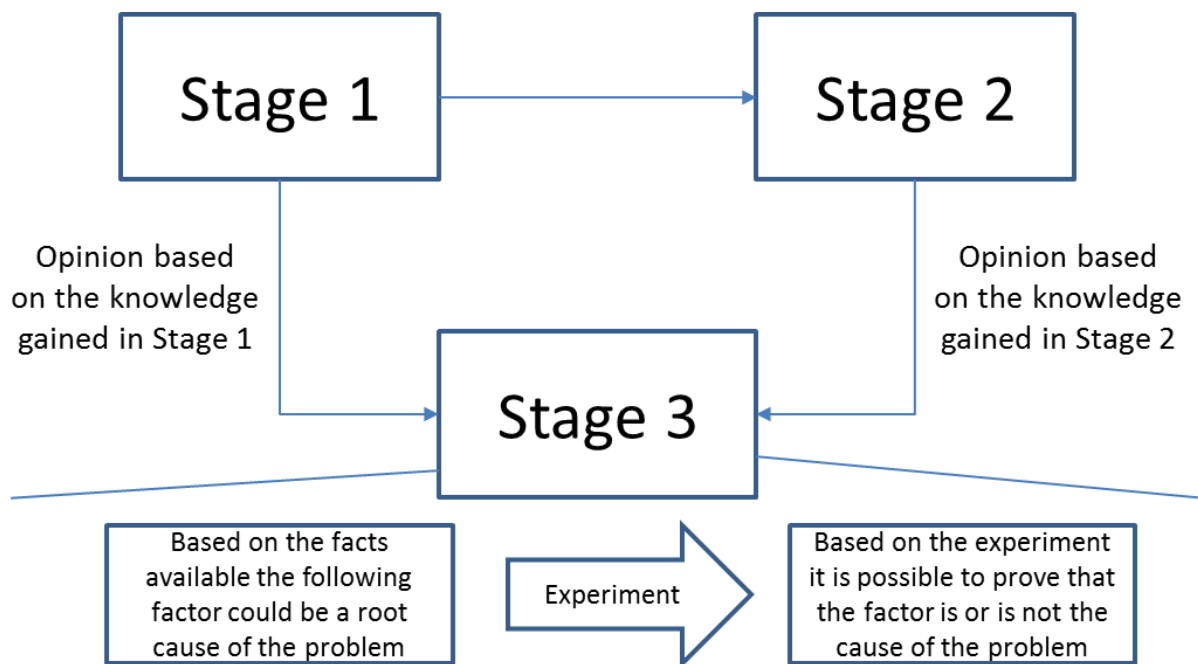 Stage 1
Stage 2
Opinion based
on the knowledge
gained in Stage 1
Opinion based
on the knowledge
gained in Stage 2
Stage 3
Based on the facts
available the following
factor could be a root
cause of the problem
Experiment
Based on the experiment
it is possible to prove that
the factor is or is not the
cause of the problem